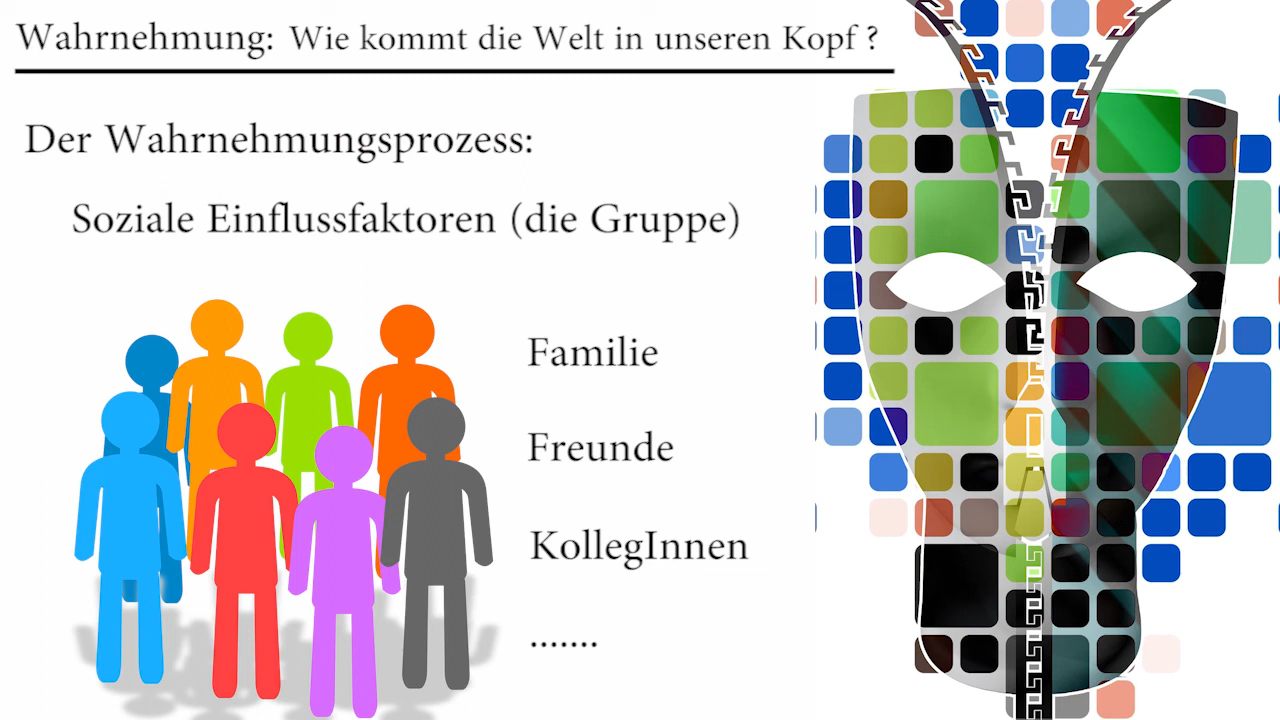 Wahrnehmung: Wie kommt die Welt in unseren Kopf ?
Der Wahrnehmungsprozess:
Soziale Einflussfaktoren (die Gruppe)
Familie
Freunde
KollegInnen
.......